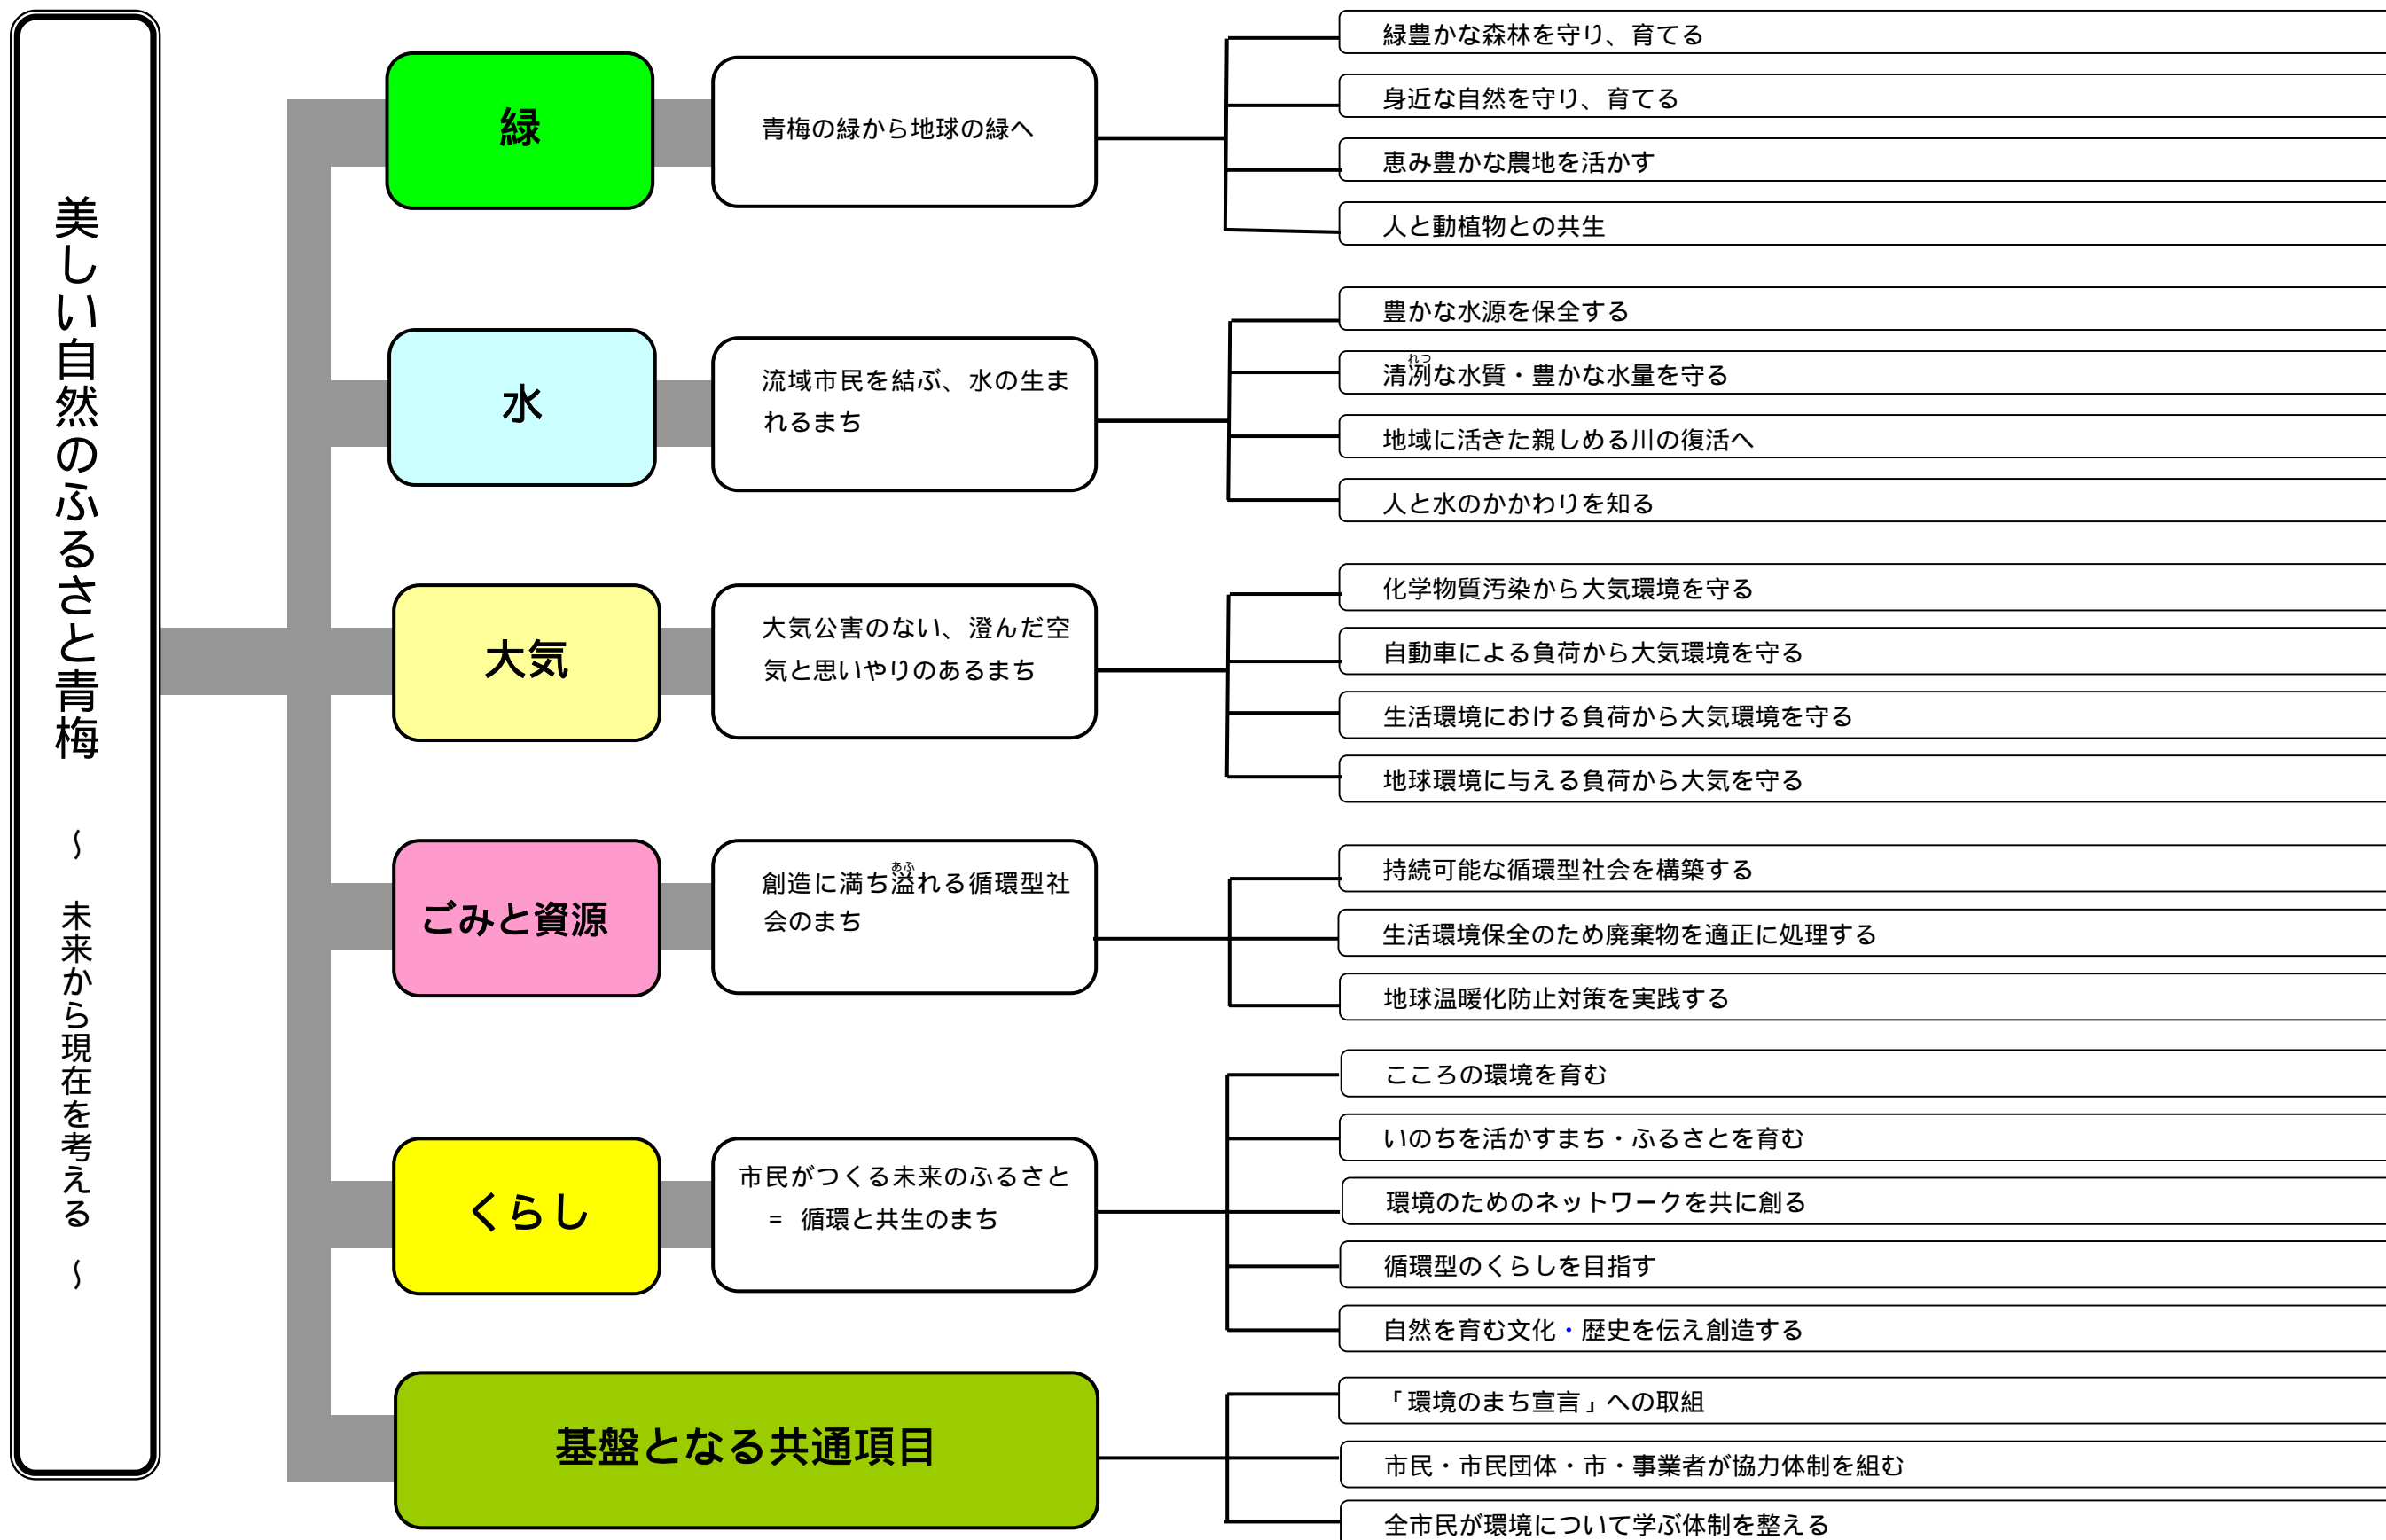 美しい自然のふるさと青梅
～ 未来から現在を考える ～
緑
青梅の緑から地球の緑へ
緑豊かな森林を守り、育てる
身近な自然を守り、育てる
恵み豊かな農地を活かす
人と動植物との共生
水
流域市民を結ぶ、水の生ま
れるまち
豊かな水源を保全する
れつ
清冽な水質・豊かな水量を守る
地域に活きた親しめる川の復活へ
人と水のかかわりを知る
大気
大気公害のない、澄んだ空
気と思いやりのあるまち
化学物質汚染から大気環境を守る
自動車による負荷から大気環境を守る
生活環境における負荷から大気環境を守る
地球環境に与える負荷から大気を守る
ごみと資源
あふ
創造に満ち溢れる循環型社
会のまち
持続可能な循環型社会を構築する
生活環境保全のため廃棄物を適正に処理する
地球温暖化防止対策を実践する
くらし
市民がつくる未来のふるさと
= 循環と共生のまち
こころの環境を育む
いのちを活かすまち・ふるさとを育む
環境のためのネットワークを共に創る
循環型のくらしを目指す
自然を育む文化・歴史を伝え創造する
基盤となる共通項目
「環境のまち宣言」への取組
市民・市民団体・市・事業者が協力体制を組む
全市民が環境について学ぶ体制を整える